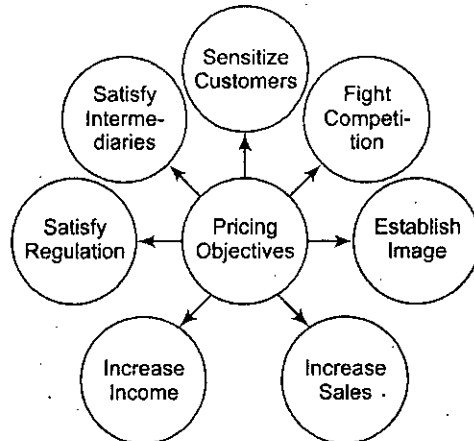 Sensitize
Customers
Satisfy
Interme-
diaries
Fight
Competi-
tion
Satisfy
Regulation
Pricing
Objectives
Establish
Image
Increase
Income
Increase
Sales